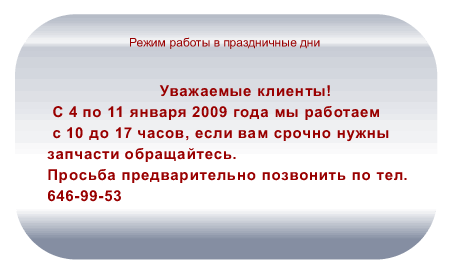 Режим работы в праздничные дни
Уважаемые клиенты!
С 4 по 11 января 2009 года мы работаем
с 10 до 17 часов, если вам срочно нужны
запчасти обращайтесь.
Просьба предварительно позвонить по тел.
646-99-53